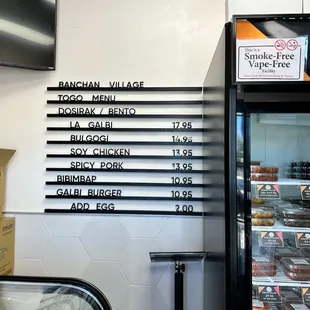 BANCHAN VILLAGE
TOGO MENU
DOSIRAK / BENTO
LA GALBI 17.95
BULGOGI 14.95
SOY CHICKEN 13.95
SPICY PORK 13.95
BIBIMBAP 10.95
GALBI BURGER 10.95
ADD EGG 2.00
This is a
Smoke-Free
Vape-Free
Facility